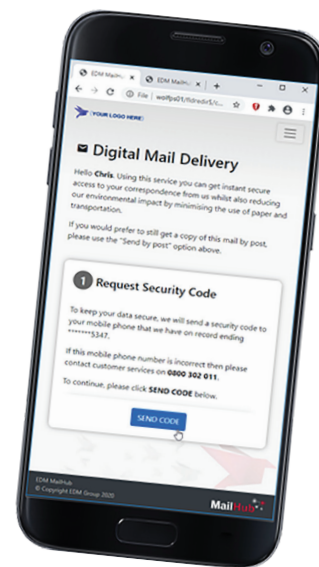 EDM MailHu
EDM MailHu
File | wolfps01/fldredir5/c...
YOUR LOGO HERE
Digital Mail Delivery
Hello Chris. Using this service you can get instant secure
access to your correspondence from us whilst also reducing
our environmental impact by minimising the use of paper and
transportation.
If you would prefer to still get a copy of this mail by post,
please use the "Send by post" option above.
1 Request Security Code
To keep your data secure, we will send a security code to
your mobile phone that we have on record ending
*******5347.
If this mobile phone number is incorrect then please
contact customer services on 0800 302 011.
To continue, please click SEND CODE below.
SEND CODE
EDM MailHub
© Copyright EDM Group 2020
MailHub